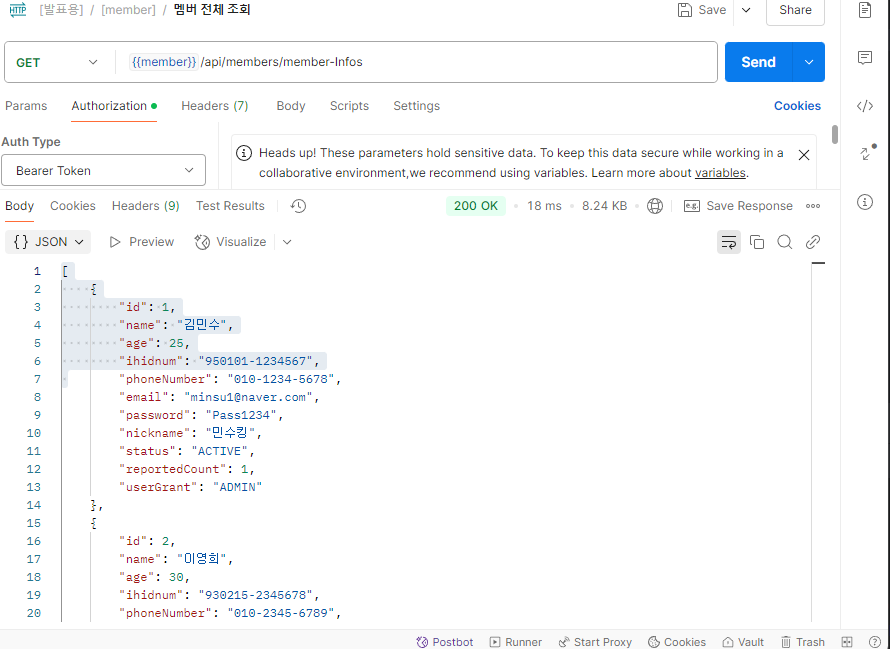 HTTP [발표용] / [member] / 멤버 전체 조회 Save Share
GET {{member}} /api/members/member-Infos Send
Params Authorization Headers (7) Body Scripts Settings Cookies
Auth Type
Bearer Token
Heads up! These parameters hold sensitive data. To keep this data secure while working in a
collaborative environment,we recommend using variables. Learn more about variables.
Body Cookies Headers (9) Test Results 200 OK 18 ms 8.24 KB e.g. Save Response
{} JSON Preview Visualize
1 [
2 {
3 "id": 1,
4 "name": "김민수",
5 "age": 25,
6 "ihidnum": "950101-1234567",
7 "phoneNumber": "010-1234-5678",
8 "email": "minsu1@naver.com",
9 "password": "Pass1234",
10 "nickname": "민수킹",
11 "status": "ACTIVE",
12 "reportedCount": 1,
13 "userGrant": "ADMIN"
14 },
15 {
16 "id": 2,
17 "name": "이영희",
18 "age": 30,
19 "ihidnum": "930215-2345678",
20 "phoneNumber": "010-2345-6789",
Postbot Runner Start Proxy Cookies Vault Trash